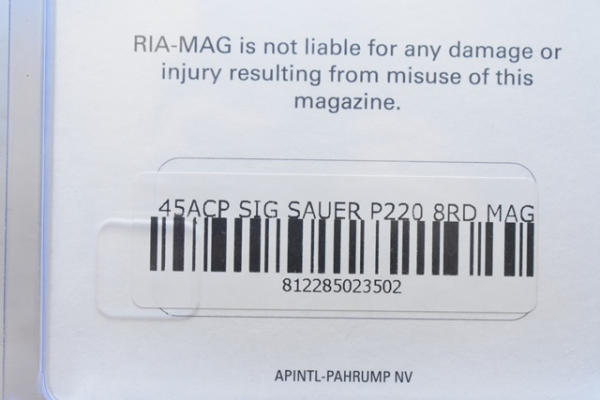 RIA-MAG is not liable for any damage or
injury resulting from misuse of this
magazine.
45ACP SIG SAUER P220 8RD MAG
812285023502
APINTL-PAHRUMP NV